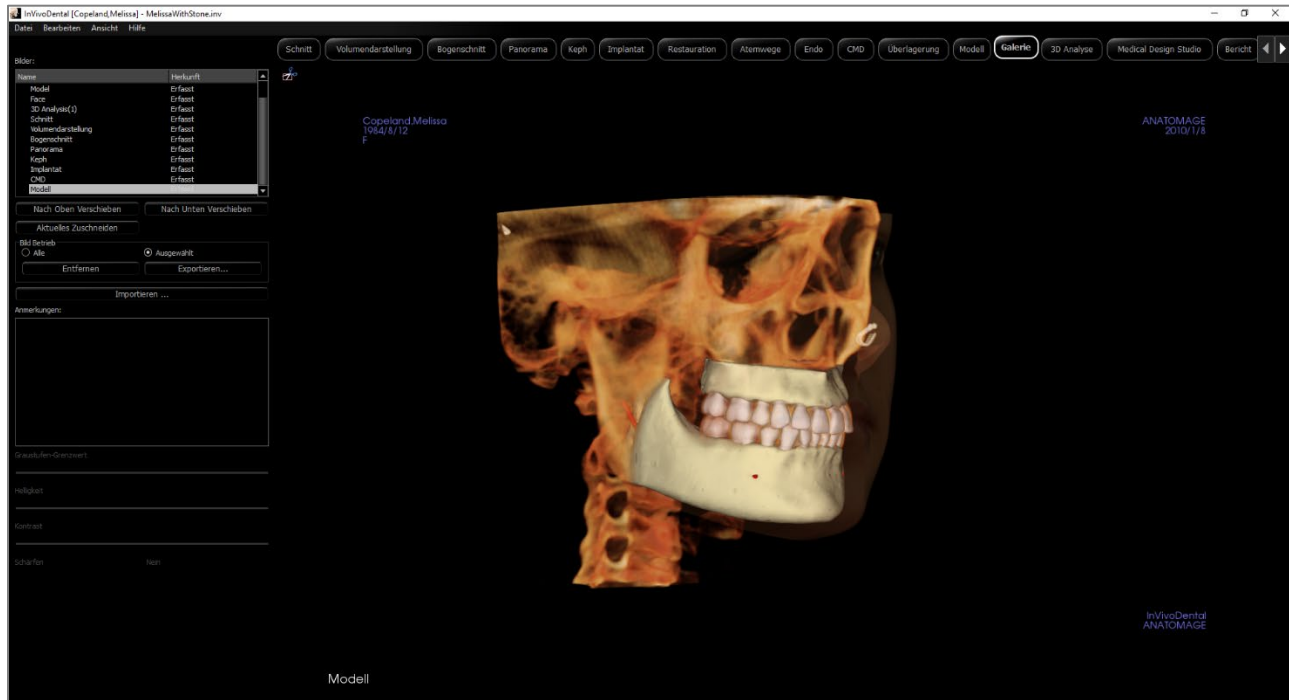 InVivoDental [Copeland,Melissa] - MelissaWithStone.inv
Datei Bearbeiten Ansicht Hilfe
Schnitt Volumendarstellung Bogenschnitt Panorama Keph Implantat Restauration Atemwege Endo CMD Überlagerung Modell Galerie 3D Analyse Medical Design Studio Bericht
Bilder:
Name Herkunft
Model Erfasst
Face Erfasst
3D Analysis(1) Erfasst
Schnitt Erfasst
Volumendarstellung Erfasst
Bogenschnitt Erfasst
Panorama Erfasst
Keph Erfasst
Implantat Erfasst
CMD Erfasst
Modell
Nach Oben Verschieben Nach Unten Verschieben
Aktuelles Zuschneiden
Bild Betrieb
Alle Ausgewählt
Entfernen Exportieren...
Importieren ...
Anmerkungen:
Graustufen-Grenzwert
Helligkeit
Kontrast
Schärfen Nein
Copeland,Melissa
1984/8/12
F
ANATOMAGE
2010/1/8
InVivoDental
ANATOMAGE
Modell